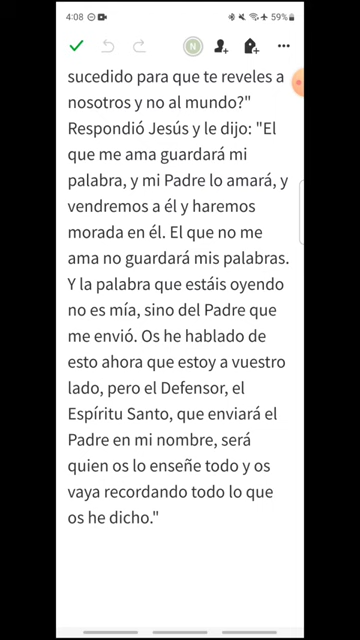 4:08
59%
N
sucedido para que te reveles a
nosotros y no al mundo?"
Respondió Jesús y le dijo: "El
que me ama guardará mi
palabra, y mi Padre lo amará, y
vendremos a él y haremos
morada en él. El que no me
ama no guardará mis palabras.
Y la palabra que estáis oyendo
no es mía, sino del Padre que
me envió. Os he hablado de
esto ahora que estoy a vuestro
lado, pero el Defensor, el
Espíritu Santo, que enviará el
Padre en mi nombre, será
quien os lo enseñe todo y os
vaya recordando todo lo que
os he dicho."